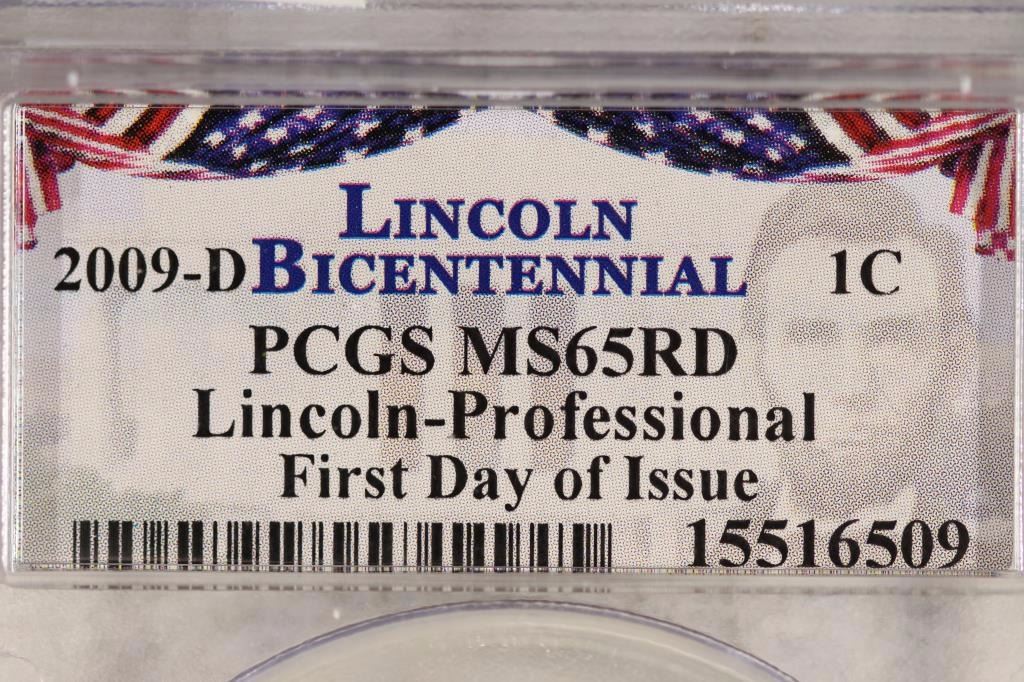 LINCOLN
2009-D BICENTENNIAL 1C
PCGS MS65RD
Lincoln-Professional
First Day of Issue
15516509